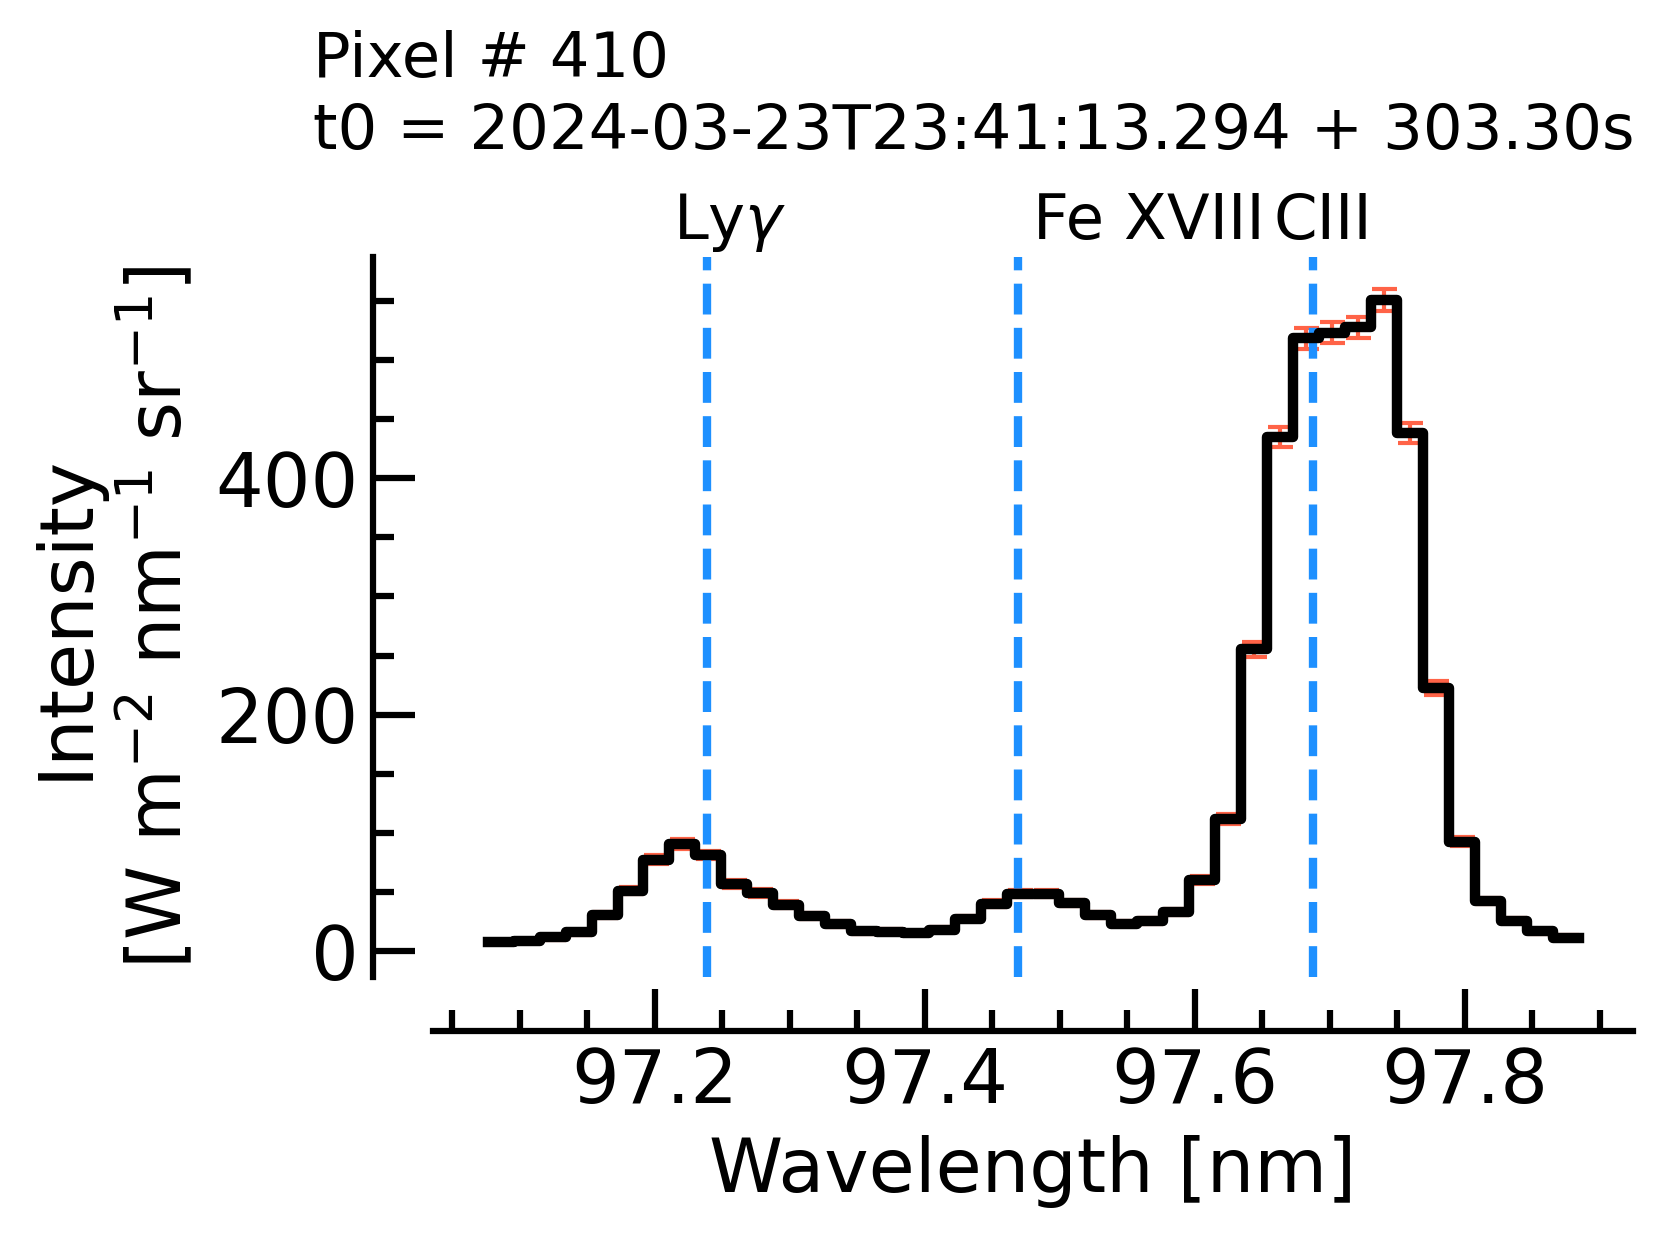 Pixel # 410
t0 = 2024-03-23T23:41:13.294 + 303.30s
Lyγ Fe XVIII CIII
Intensity
[W m⁻² nm⁻¹ sr⁻¹]
400
200
0
97.2 97.4 97.6 97.8
Wavelength [nm]